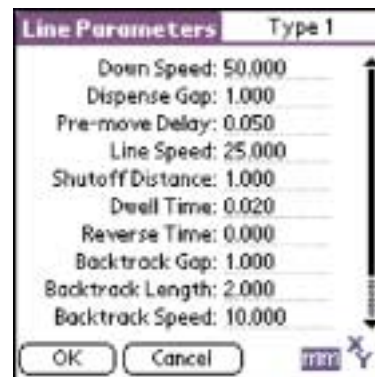 Line Parameters Type 1
Down Speed: 50.000
Dispense Gap: 1.000
Pre-move Delay: 0.050
Line Speed: 25.000
Shutoff Distance: 1.000
Dwell Time: 0.020
Reverse Time: 0.000
Backtrack Gap: 1.000
Backtrack Length: 2.000
Backtrack Speed: 10.000
OK Cancel mm XY